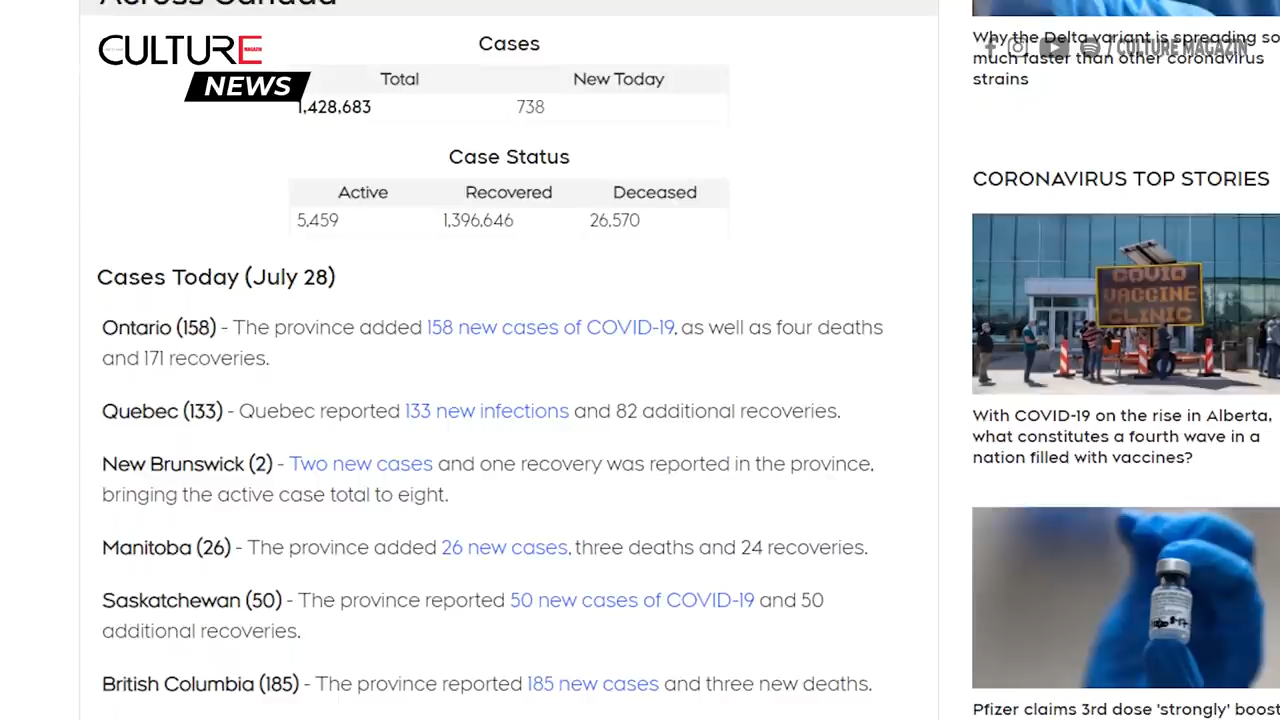 Across Canada
CULTURE
MAGAZIN
NEWS
Cases
Total New Today
1,428,683 738
Case Status
Active Recovered Deceased
5,459 1,396,646 26,570
Cases Today (July 28)
Ontario (158) - The province added 158 new cases of COVID-19, as well as four deaths
and 171 recoveries.
Quebec (133) - Quebec reported 133 new infections and 82 additional recoveries.
New Brunswick (2) - Two new cases and one recovery was reported in the province,
bringing the active case total to eight.
Manitoba (26) - The province added 26 new cases, three deaths and 24 recoveries.
Saskatchewan (50) - The province reported 50 new cases of COVID-19 and 50
additional recoveries.
British Columbia (185) - The province reported 185 new cases and three new deaths.
Why the Delta variant is spreading so
much faster than other coronavirus
strains
/ CULTURE MAGAZIN
CORONAVIRUS TOP STORIES
COVID
VACCINE
CLINIC
With COVID-19 on the rise in Alberta,
what constitutes a fourth wave in a
nation filled with vaccines?
Pfizer claims 3rd dose 'strongly' boost